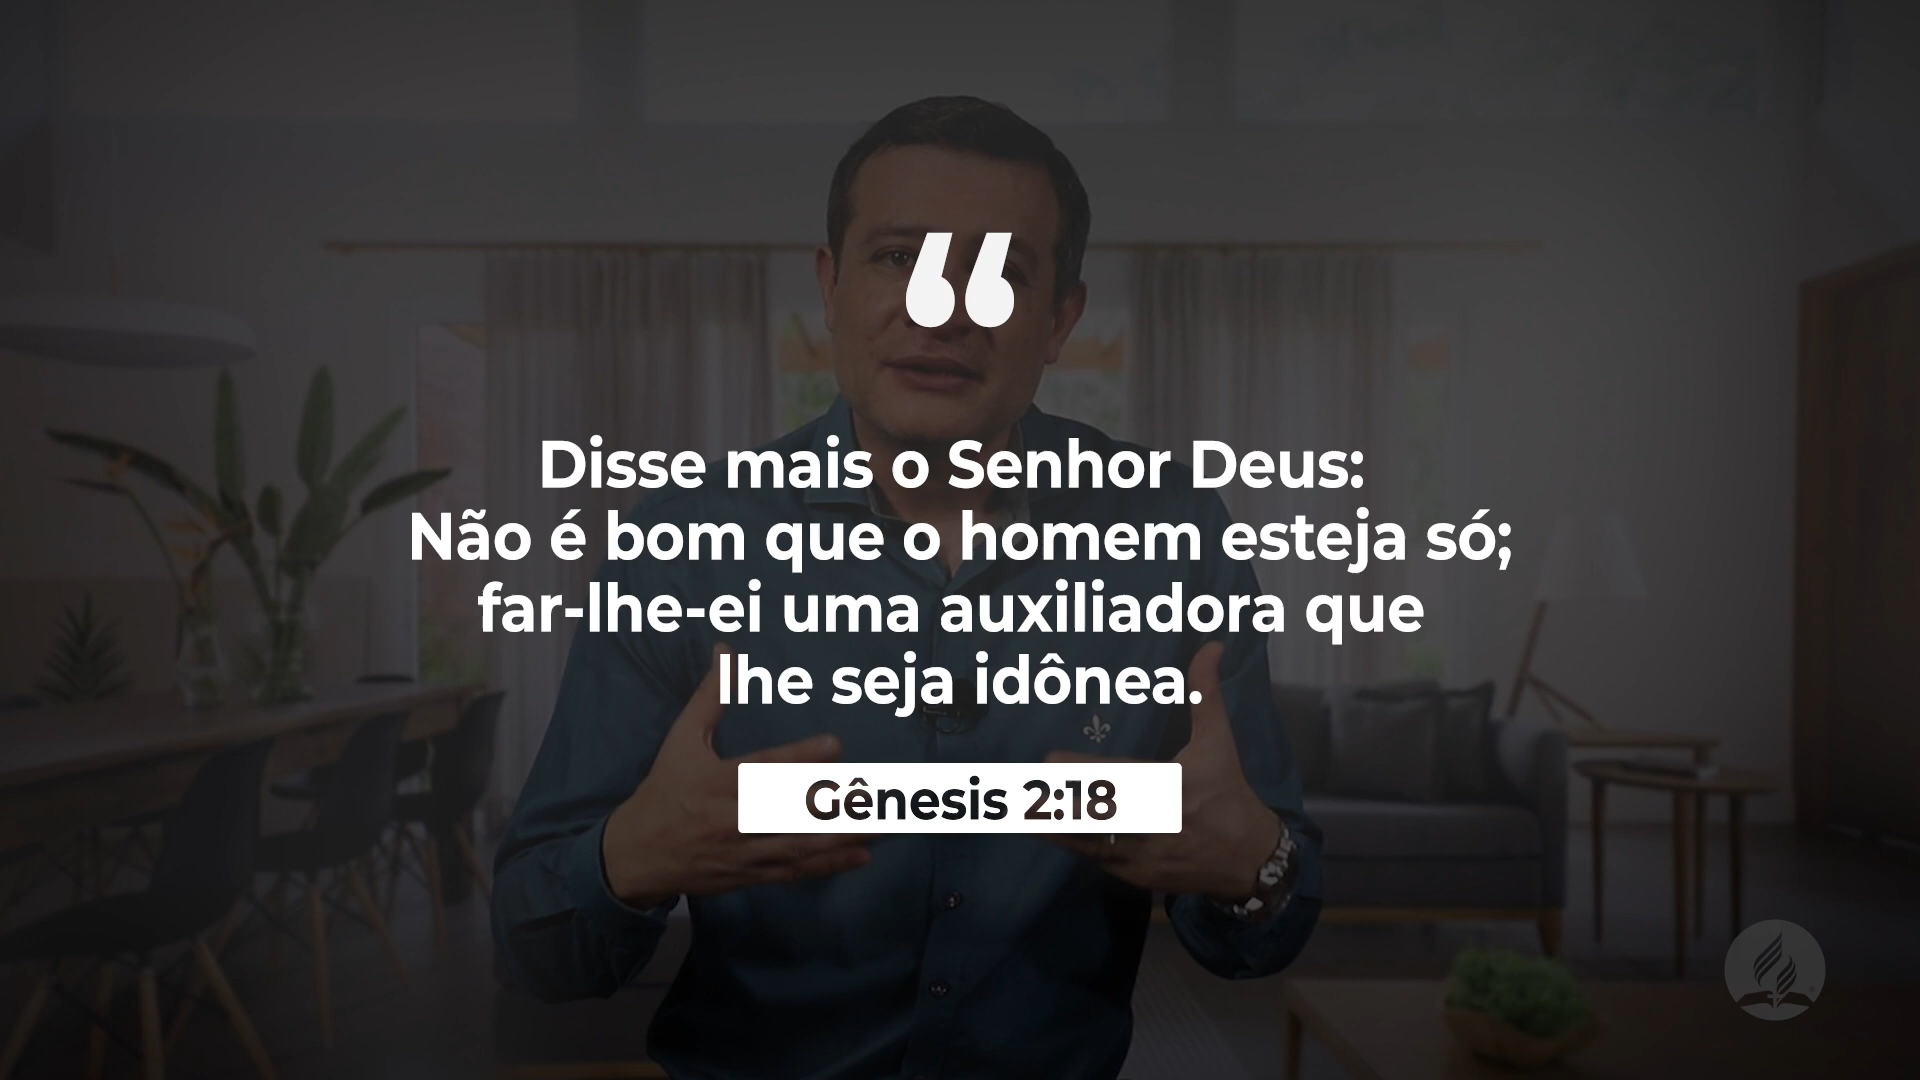 “
Disse mais o Senhor Deus:
Não é bom que o homem esteja só;
far-lhe-ei uma auxiliadora que
lhe seja idônea.
Gênesis 2:18